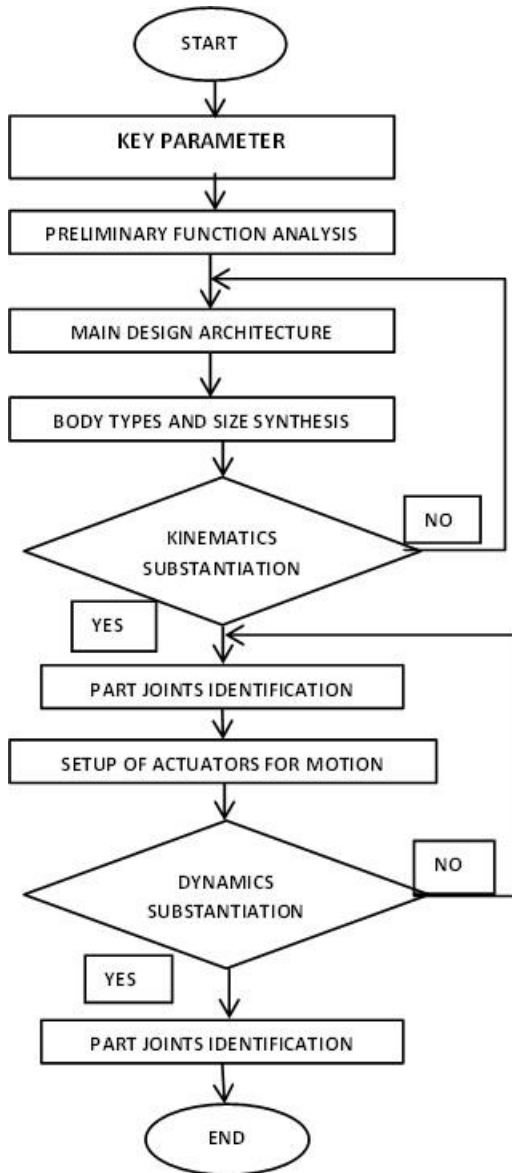 START
KEY PARAMETER
PRELIMINARY FUNCTION ANALYSIS
MAIN DESIGN ARCHITECTURE
BODY TYPES AND SIZE SYNTHESIS
NO
KINEMATICS
SUBSTANTIATION
YES
PART JOINTS IDENTIFICATION
SETUP OF ACTUATORS FOR MOTION
NO
DYNAMICS
SUBSTANTIATION
YES
PART JOINTS IDENTIFICATION
END